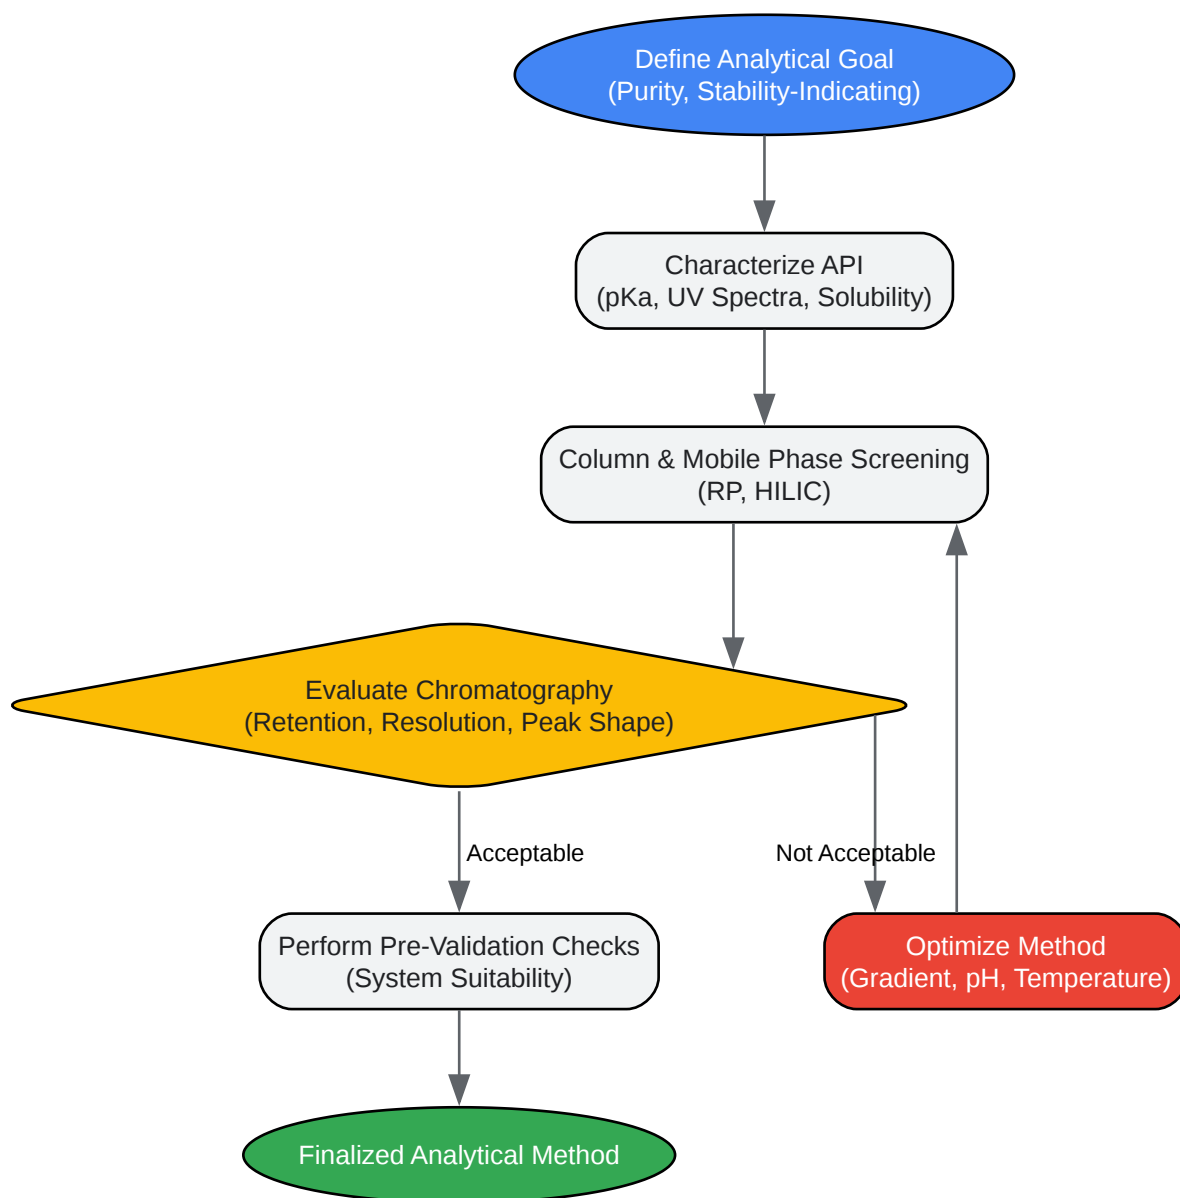 Define Analytical Goal
(Purity, Stability-Indicating)
Characterize API
(pKa, UV Spectra, Solubility)
Column & Mobile Phase Screening
(RP, HILIC)
Evaluate Chromatography
(Retention, Resolution, Peak Shape)
Acceptable
Not Acceptable
Perform Pre-Validation Checks
(System Suitability)
Optimize Method
(Gradient, pH, Temperature)
Finalized Analytical Method